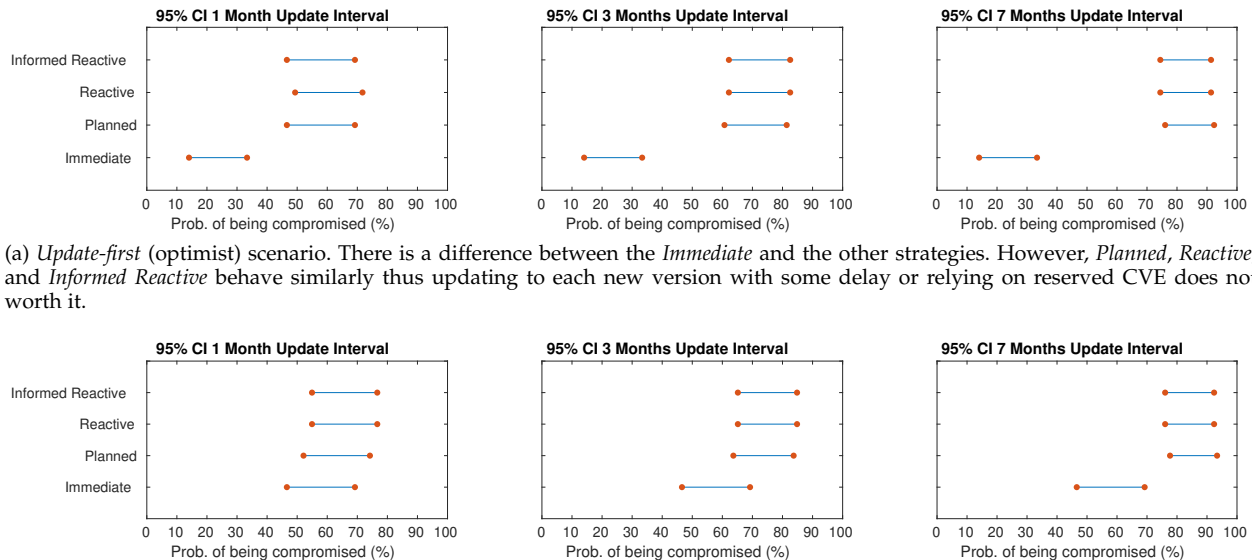 95% CI 1 Month Update Interval
95% CI 3 Months Update Interval
95% CI 7 Months Update Interval
Informed Reactive
Reactive
Planned
Immediate
0 10 20 30 40 50 60 70 80 90 100
0 10 20 30 40 50 60 70 80 90 100
0 10 20 30 40 50 60 70 80 90 100
Prob. of being compromised (%)
Prob. of being compromised (%)
Prob. of being compromised (%)
(a) Update-first (optimist) scenario. There is a difference between the Immediate and the other strategies. However, Planned, Reactive
and Informed Reactive behave similarly thus updating to each new version with some delay or relying on reserved CVE does no
worth it.
95% CI 1 Month Update Interval
95% CI 3 Months Update Interval
95% CI 7 Months Update Interval
Informed Reactive
Reactive
Planned
Immediate
0 10 20 30 40 50 60 70 80 90 100
0 10 20 30 40 50 60 70 80 90 100
0 10 20 30 40 50 60 70 80 90 100
Prob. of being compromised (%)
Prob. of being compromised (%)
Prob. of being compromised (%)